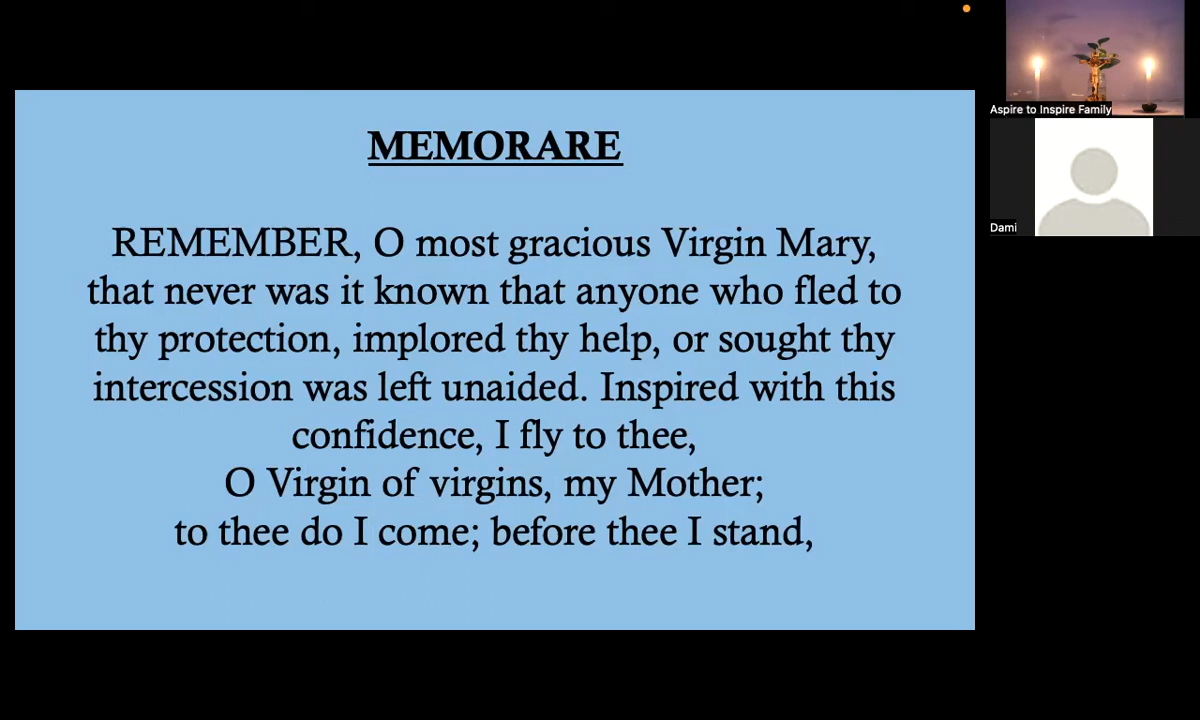 MEMORARE
REMEMBER, O most gracious Virgin Mary,
that never was it known that anyone who fled to
thy protection, implored thy help, or sought thy
intercession was left unaided. Inspired with this
confidence, I fly to thee,
O Virgin of virgins, my Mother;
to thee do I come; before thee I stand,
Aspire to Inspire Family
Dami